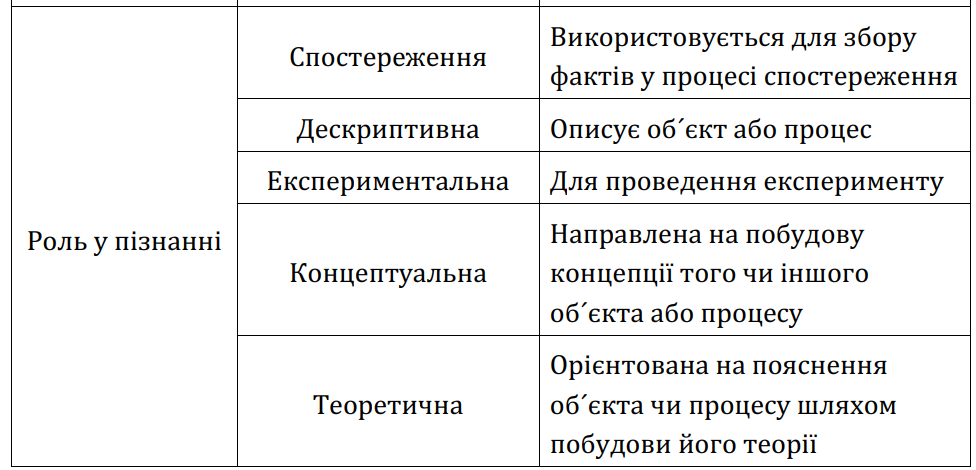 Спостереження
Використовується для збору
фактів у процесі спостереження
Дескриптивна
Описує об´єкт або процес
Експериментальна
Для проведення експерименту
Роль у пізнанні
Концептуальна
Направлена на побудову
концепції того чи іншого
об´єкта або процесу
Теоретична
Орієнтована на пояснення
об´єкта чи процесу шляхом
побудови його теорії